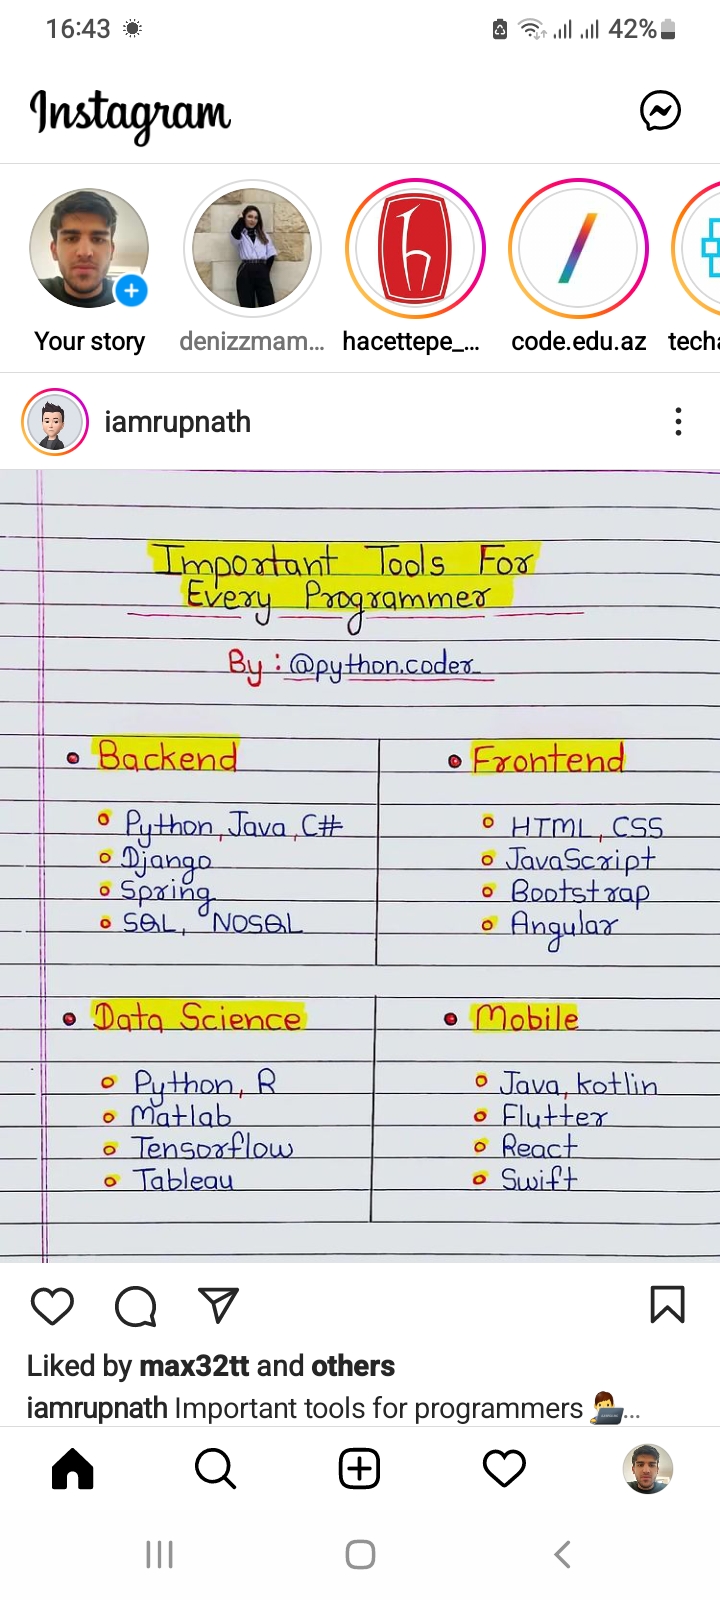 16:43 42%
Instagram
Your story denizzmam... hacettepe_... code.edu.az techa
iamrupnath
Important Tools For
Every Programmer
By : @python.coder
Backend
Python, Java, C#
Django
Spring
SQL, NOSQL
Frontend
HTML, CSS
JavaScript
Bootstrap
Angular
Data Science
Python, R
Matlab
Tensorflow
Tableau
Mobile
Java, kotlin
Flutter
React
Swift
Liked by max32tt and others
iamrupnath Important tools for programmers 👨‍💻...